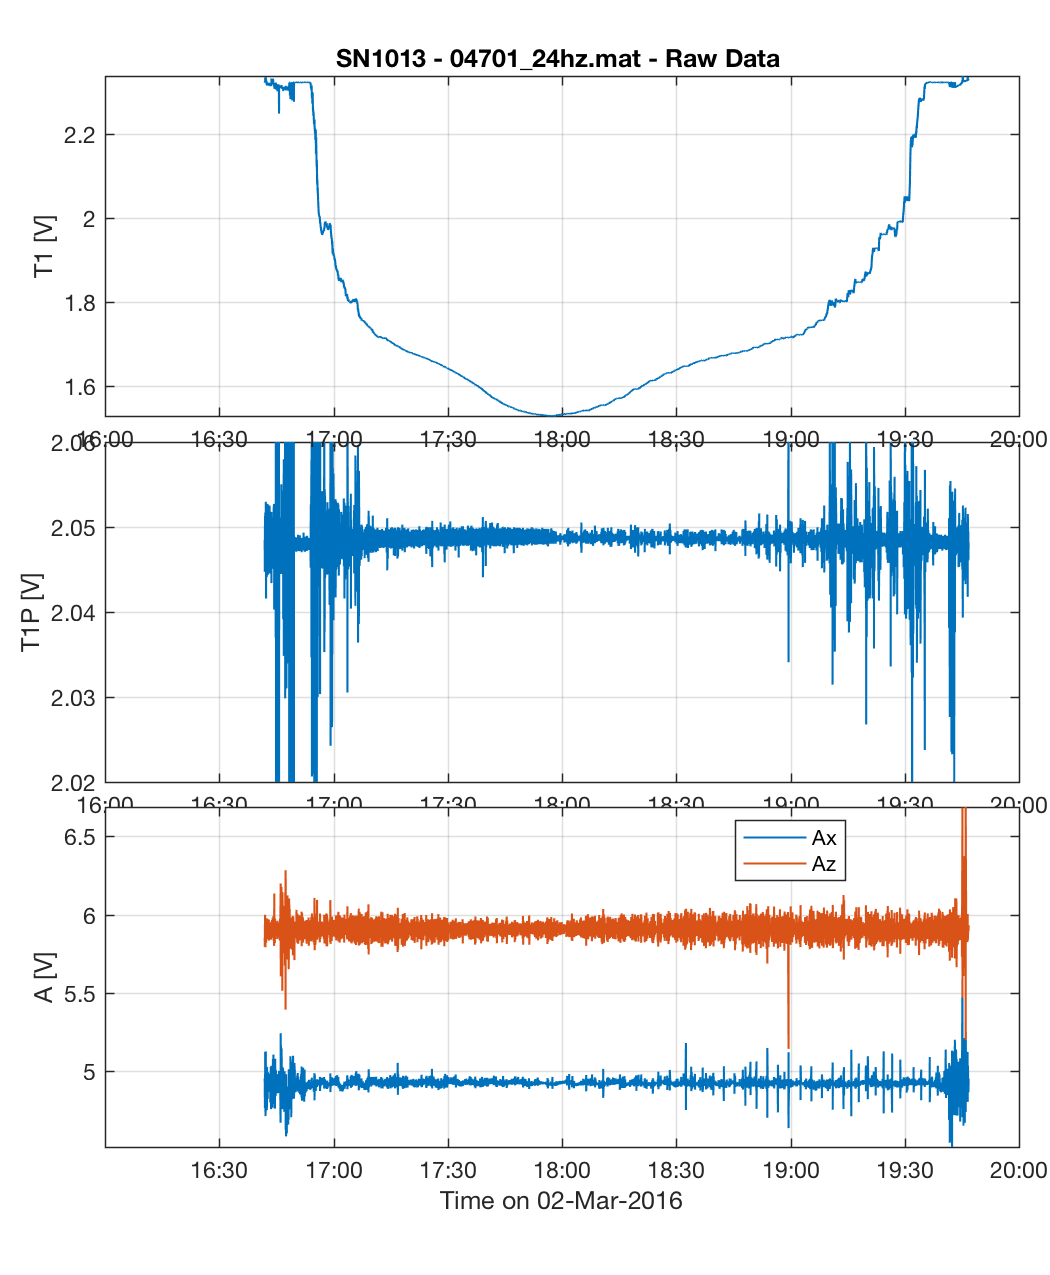 SN1013 - 04701_24hz.mat - Raw Data
T1 [V]
2.2
2
1.8
1.6
16:00 16:30 17:00 17:30 18:00 18:30 19:00 19:30 20:00
T1P [V]
2.06
2.05
2.04
2.03
2.02
16:00 16:30 17:00 17:30 18:00 18:30 19:00 19:30 20:00
A [V]
6.5
6
5.5
5
Ax
Az
16:30 17:00 17:30 18:00 18:30 19:00 19:30 20:00
Time on 02-Mar-2016